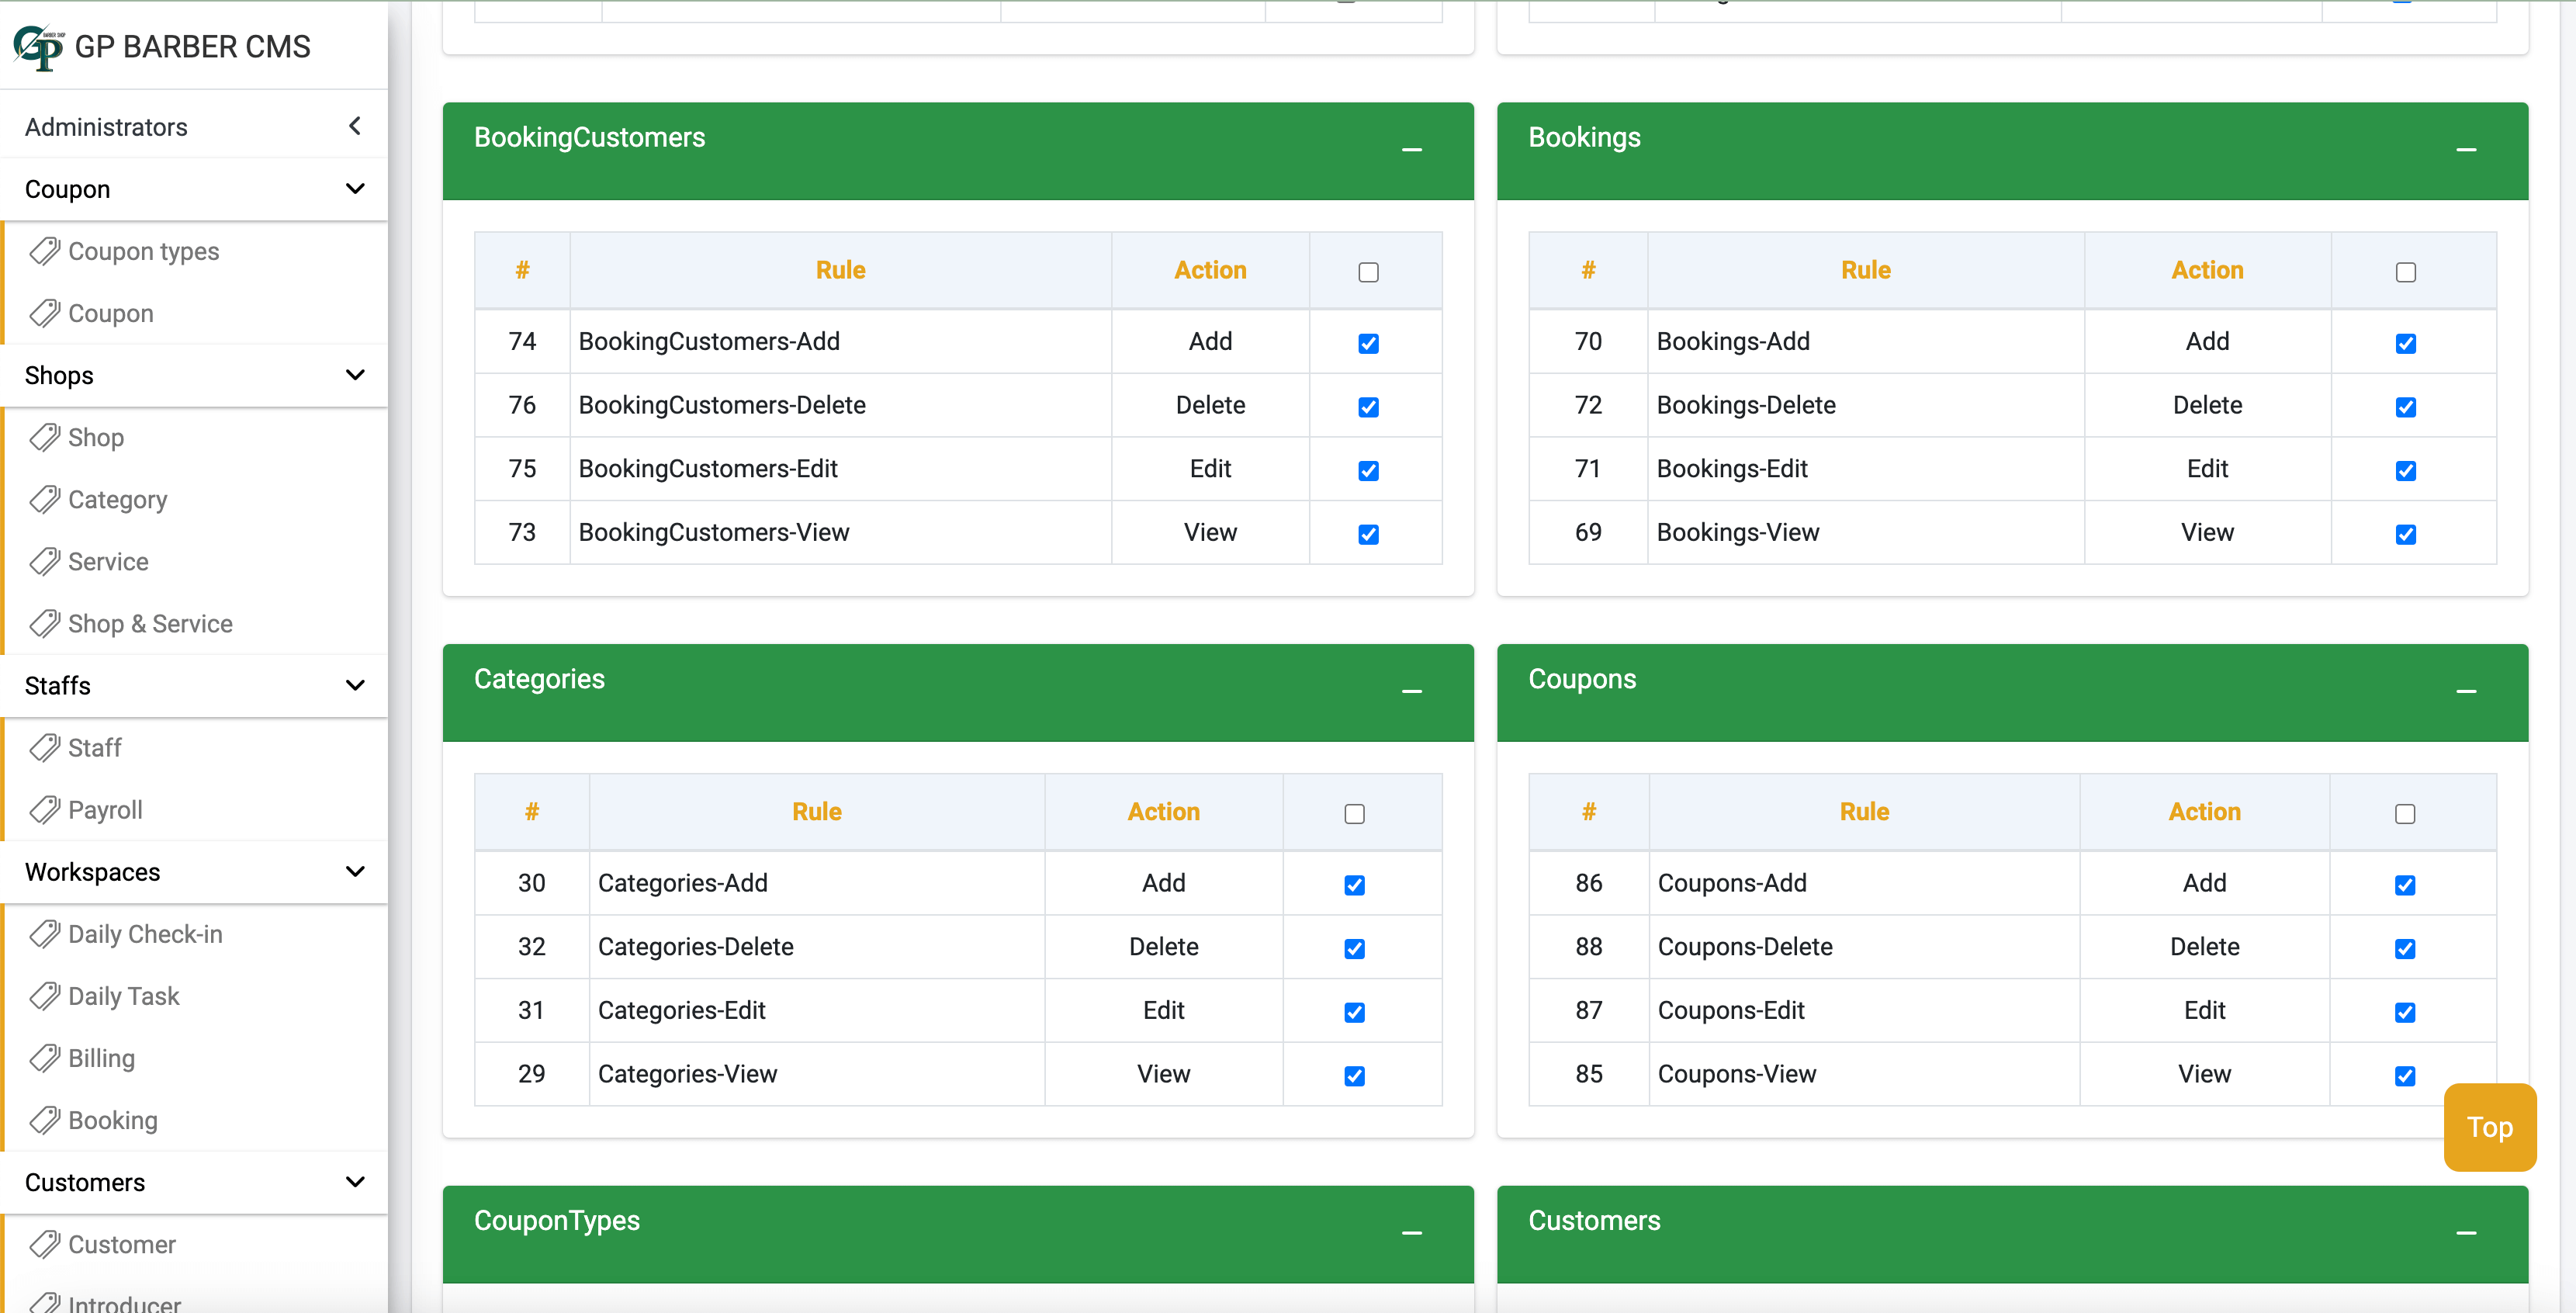 GP BARBER CMS
Administrators
Coupon
Coupon types
Coupon
Shops
Shop
Category
Service
Shop & Service
Staffs
Staff
Payroll
Workspaces
Daily Check-in
Daily Task
Billing
Booking
Customers
Customer
Introducer
BookingCustomers
# Rule Action
74 BookingCustomers-Add Add
76 BookingCustomers-Delete Delete
75 BookingCustomers-Edit Edit
73 BookingCustomers-View View
Bookings
# Rule Action
70 Bookings-Add Add
72 Bookings-Delete Delete
71 Bookings-Edit Edit
69 Bookings-View View
Categories
# Rule Action
30 Categories-Add Add
32 Categories-Delete Delete
31 Categories-Edit Edit
29 Categories-View View
Coupons
# Rule Action
86 Coupons-Add Add
88 Coupons-Delete Delete
87 Coupons-Edit Edit
85 Coupons-View View
Top
CouponTypes
Customers